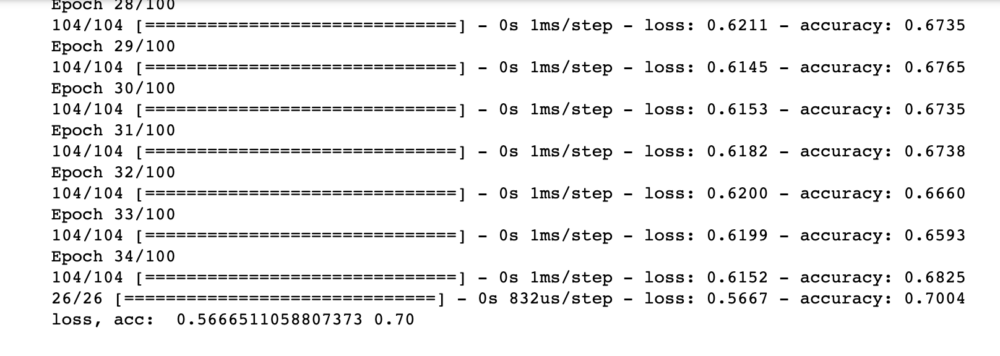 Epoch 28/100
104/104 [==============================] - 0s 1ms/step - loss: 0.6211 - accuracy: 0.6735
Epoch 29/100
104/104 [==============================] - 0s 1ms/step - loss: 0.6145 - accuracy: 0.6765
Epoch 30/100
104/104 [==============================] - 0s 1ms/step - loss: 0.6153 - accuracy: 0.6735
Epoch 31/100
104/104 [==============================] - 0s 1ms/step - loss: 0.6182 - accuracy: 0.6738
Epoch 32/100
104/104 [==============================] - 0s 1ms/step - loss: 0.6200 - accuracy: 0.6660
Epoch 33/100
104/104 [==============================] - 0s 1ms/step - loss: 0.6199 - accuracy: 0.6593
Epoch 34/100
104/104 [==============================] - 0s 1ms/step - loss: 0.6152 - accuracy: 0.6825
26/26 [==============================] - 0s 832us/step - loss: 0.5667 - accuracy: 0.7004
loss, acc:  0.5666511058807373 0.70